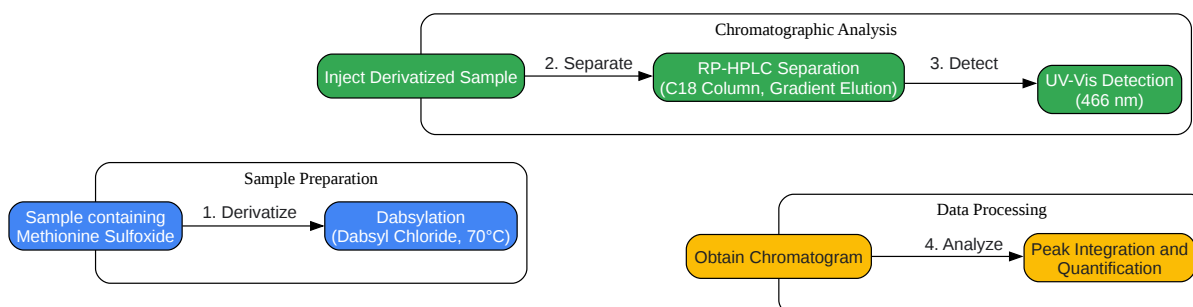 Chromatographic Analysis
Inject Derivatized Sample
2. Separate
RP-HPLC Separation
(C18 Column, Gradient Elution)
3. Detect
UV-Vis Detection
(466 nm)
Sample Preparation
Sample containing
Methionine Sulfoxide
1. Derivatize
Dabsylation
(Dabsyl Chloride, 70°C)
Data Processing
Obtain Chromatogram
4. Analyze
Peak Integration and
Quantification